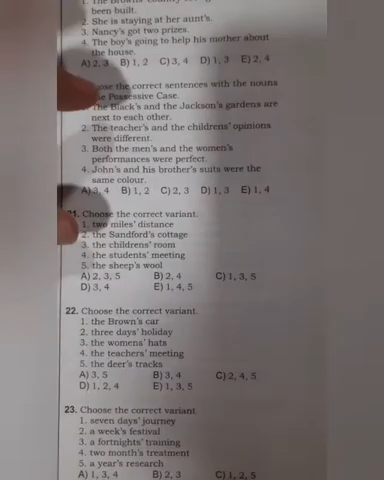 been built.
2. She is staying at her aunt's.
3. Nancy's got two prizes.
4. The boy's going to help his mother about
the house.
A) 2, 3 B) 1, 2 C) 3, 4 D) 1, 3 E) 2, 4
the correct sentences with the nouns
Possessive Case.
The Black's and the Jackson's gardens are
next to each other.
2. The teacher's and the childrens' opinions
were different.
3. Both the men's and the women's
performances were perfect.
4. John's and his brother's suits were the
same colour.
A) 3, 4 B) 1, 2 C) 2, 3 D) 1, 3 E) 1, 4
Choose the correct variant.
1. two miles' distance
2. the Sandford's cottage
3. the childrens' room
4. the students' meeting
5. the sheep's wool
A) 2, 3, 5 B) 2, 4 C) 1, 3, 5
D) 3, 4 E) 1, 4, 5
22. Choose the correct variant.
1. the Brown's car
2. three days' holiday
3. the womens' hats
4. the teachers' meeting
5. the deer's tracks
A) 3, 5 B) 3, 4 C) 2, 4, 5
D) 1, 2, 4 E) 1, 3, 5
23. Choose the correct variant.
1. seven days' journey
2. a week's festival
3. a fortnights' training
4. two month's treatment
5. a year's research
A) 1, 3, 4 B) 2, 3 C) 1, 2, 5